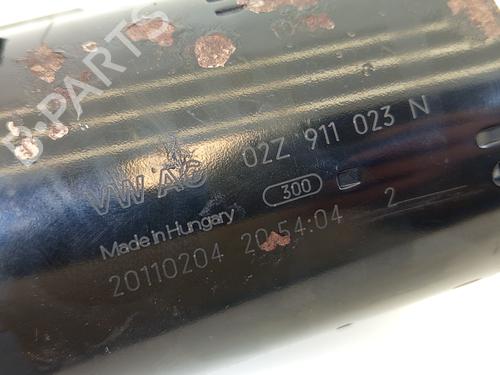 B-PARTS
VW AG 02Z 911 023 N
300
Made in Hungary
20110204 20:54:04 2